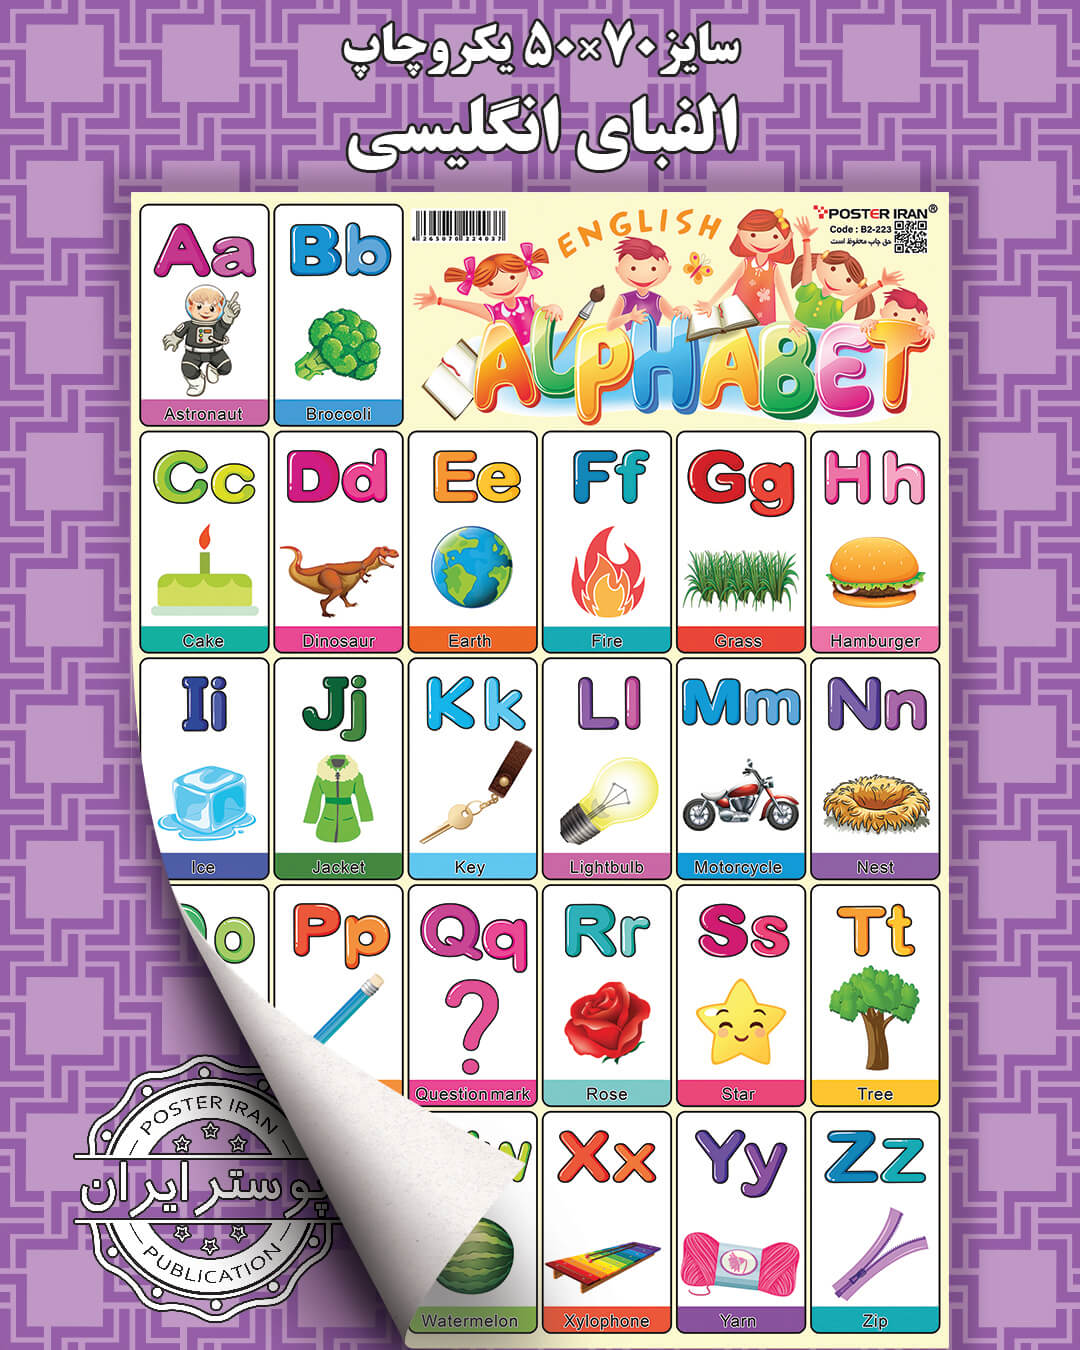 سایز ۷۰×۵۰ یکروچاپ
الفبای انگلیسی
Aa
Bb
ENGLISH
ALPHABET
POSTER IRAN®
Code : B2-223
حق چاپ محفوظ است
Astronaut
Broccoli
Cc
Dd
Ee
Ff
Gg
Hh
Cake
Dinosaur
Earth
Fire
Grass
Hamburger
Ii
Jj
Kk
Ll
Mm
Nn
Ice
Jacket
Key
Lightbulb
Motorcycle
Nest
Oo
Pp
Qq
Rr
Ss
Tt
?
Question mark
Rose
Star
Tree
Xx
Yy
Zz
Watermelon
Xylophone
Yarn
Zip
POSTER IRAN
پوستر ایران
PUBLICATION